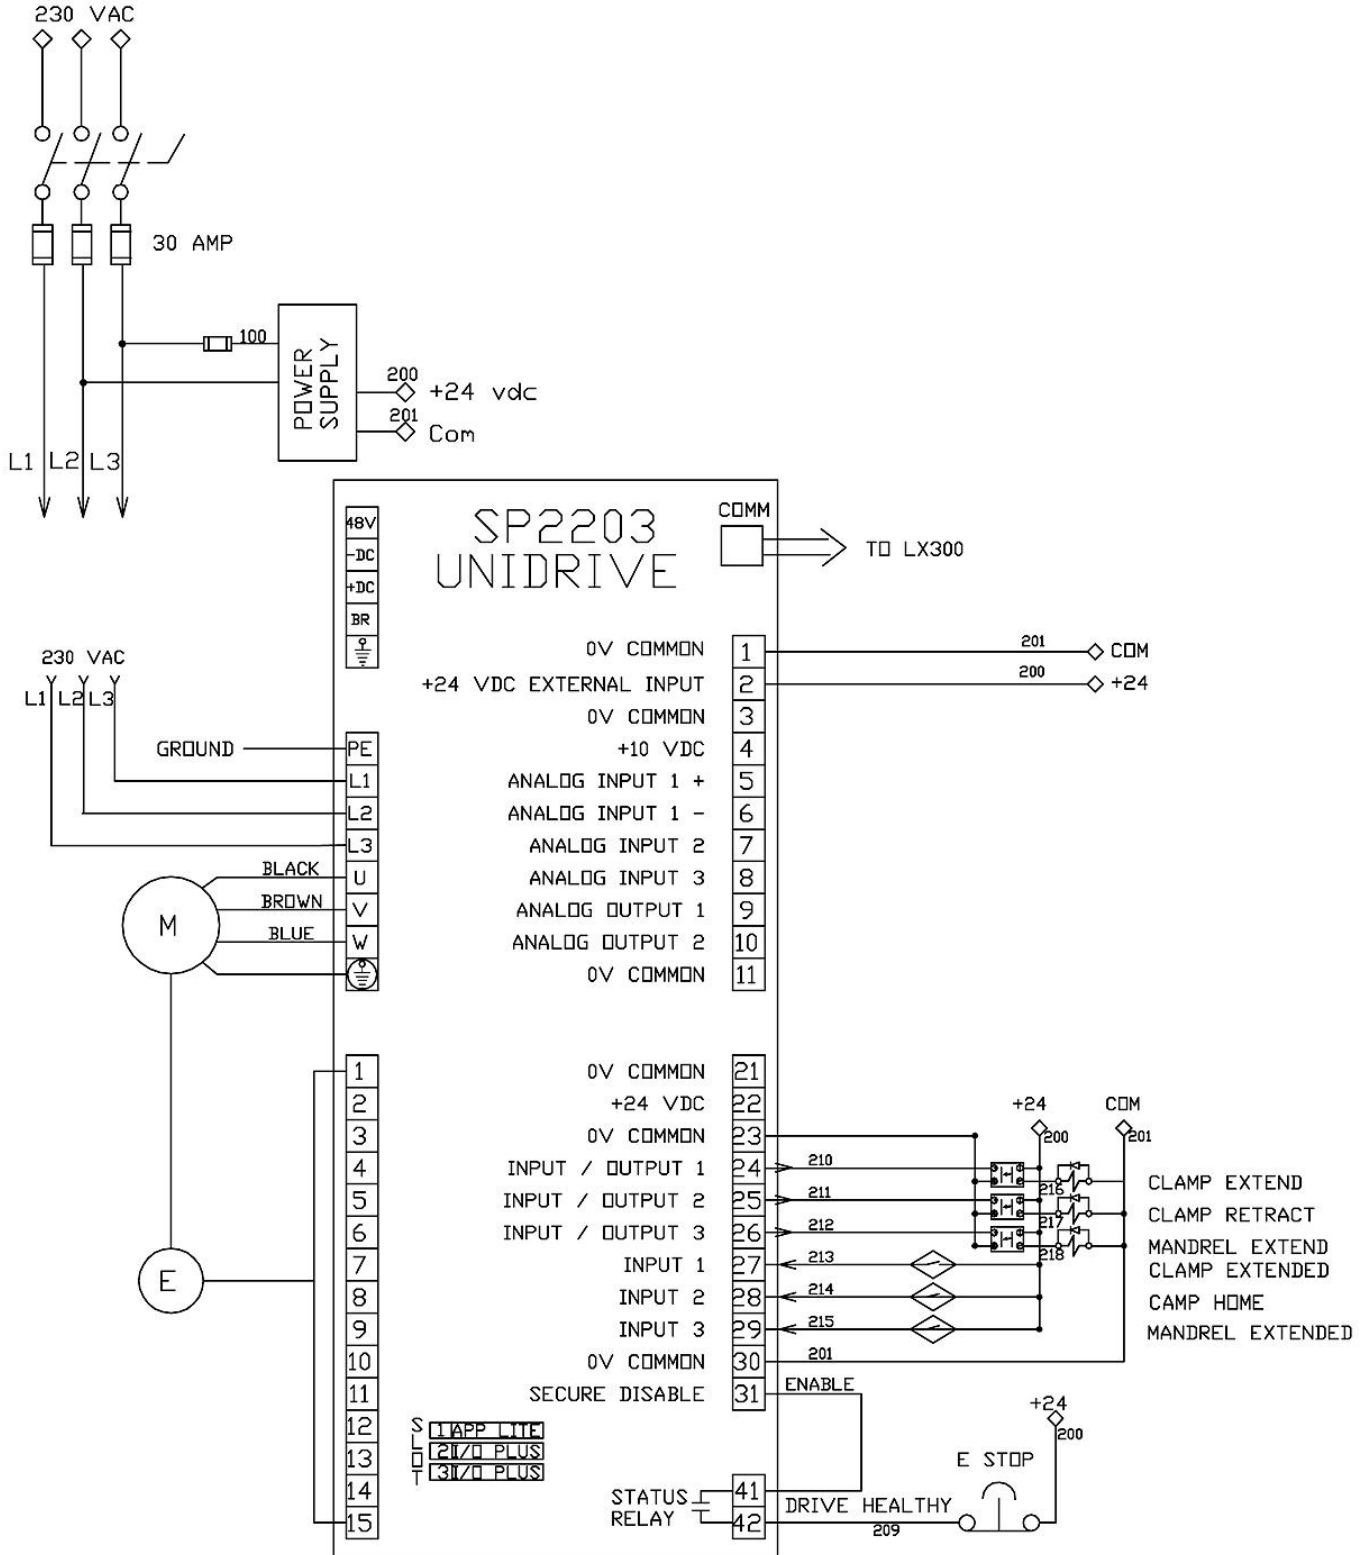 230 VAC
30 AMP
100
POWER SUPPLY
200
+24 vdc
201
Com
L1 L2 L3
SP2203
UNIDRIVE
COMM
TO LX300
48V
-DC
+DC
BR
230 VAC
L1 L2 L3
0V COMMON 1 201 COM
+24 VDC EXTERNAL INPUT 2 200 +24
0V COMMON 3
GROUND PE +10 VDC 4
L1 ANALOG INPUT 1 + 5
L2 ANALOG INPUT 1 - 6
L3 ANALOG INPUT 2 7
BLACK U ANALOG INPUT 3 8
M BROWN V ANALOG OUTPUT 1 9
BLUE W ANALOG OUTPUT 2 10
0V COMMON 11
1 0V COMMON 21
2 +24 VDC 22 +24 COM
3 0V COMMON 23 200 201
4 INPUT / OUTPUT 1 24 210 216 CLAMP EXTEND
5 INPUT / OUTPUT 2 25 211 217 CLAMP RETRACT
6 INPUT / OUTPUT 3 26 212 218 MANDREL EXTEND
E 7 INPUT 1 27 213 CLAMP EXTENDED
8 INPUT 2 28 214 CAMP HOME
9 INPUT 3 29 215 MANDREL EXTENDED
10 0V COMMON 30 201
11 SECURE DISABLE 31 ENABLE
12
13
14
15
SLOT
1 APP LITE
2 I/O PLUS
3 I/O PLUS
+24
200
E STOP
STATUS RELAY 41
42 DRIVE HEALTHY
209